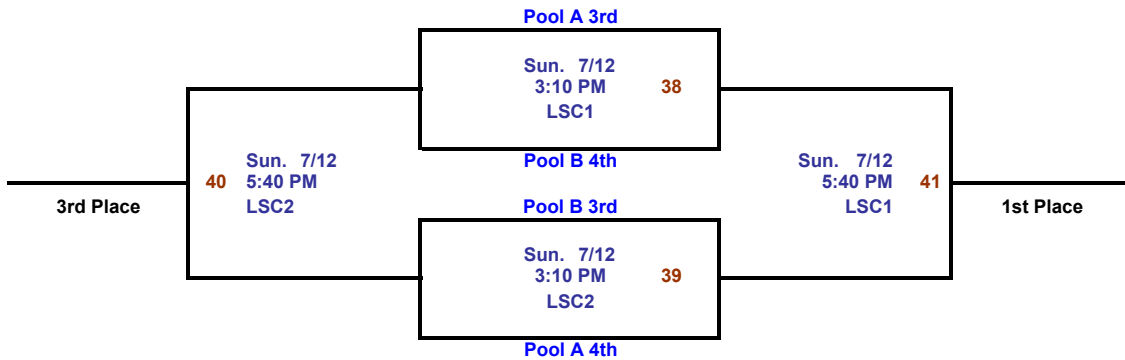 Pool A 3rd
Sun. 7/12
3:10 PM 38
LSC1
Pool B 4th
Sun. 7/12
40 5:40 PM
LSC2
3rd Place
Sun. 7/12
5:40 PM 41
LSC1
1st Place
Pool B 3rd
Sun. 7/12
3:10 PM 39
LSC2
Pool A 4th